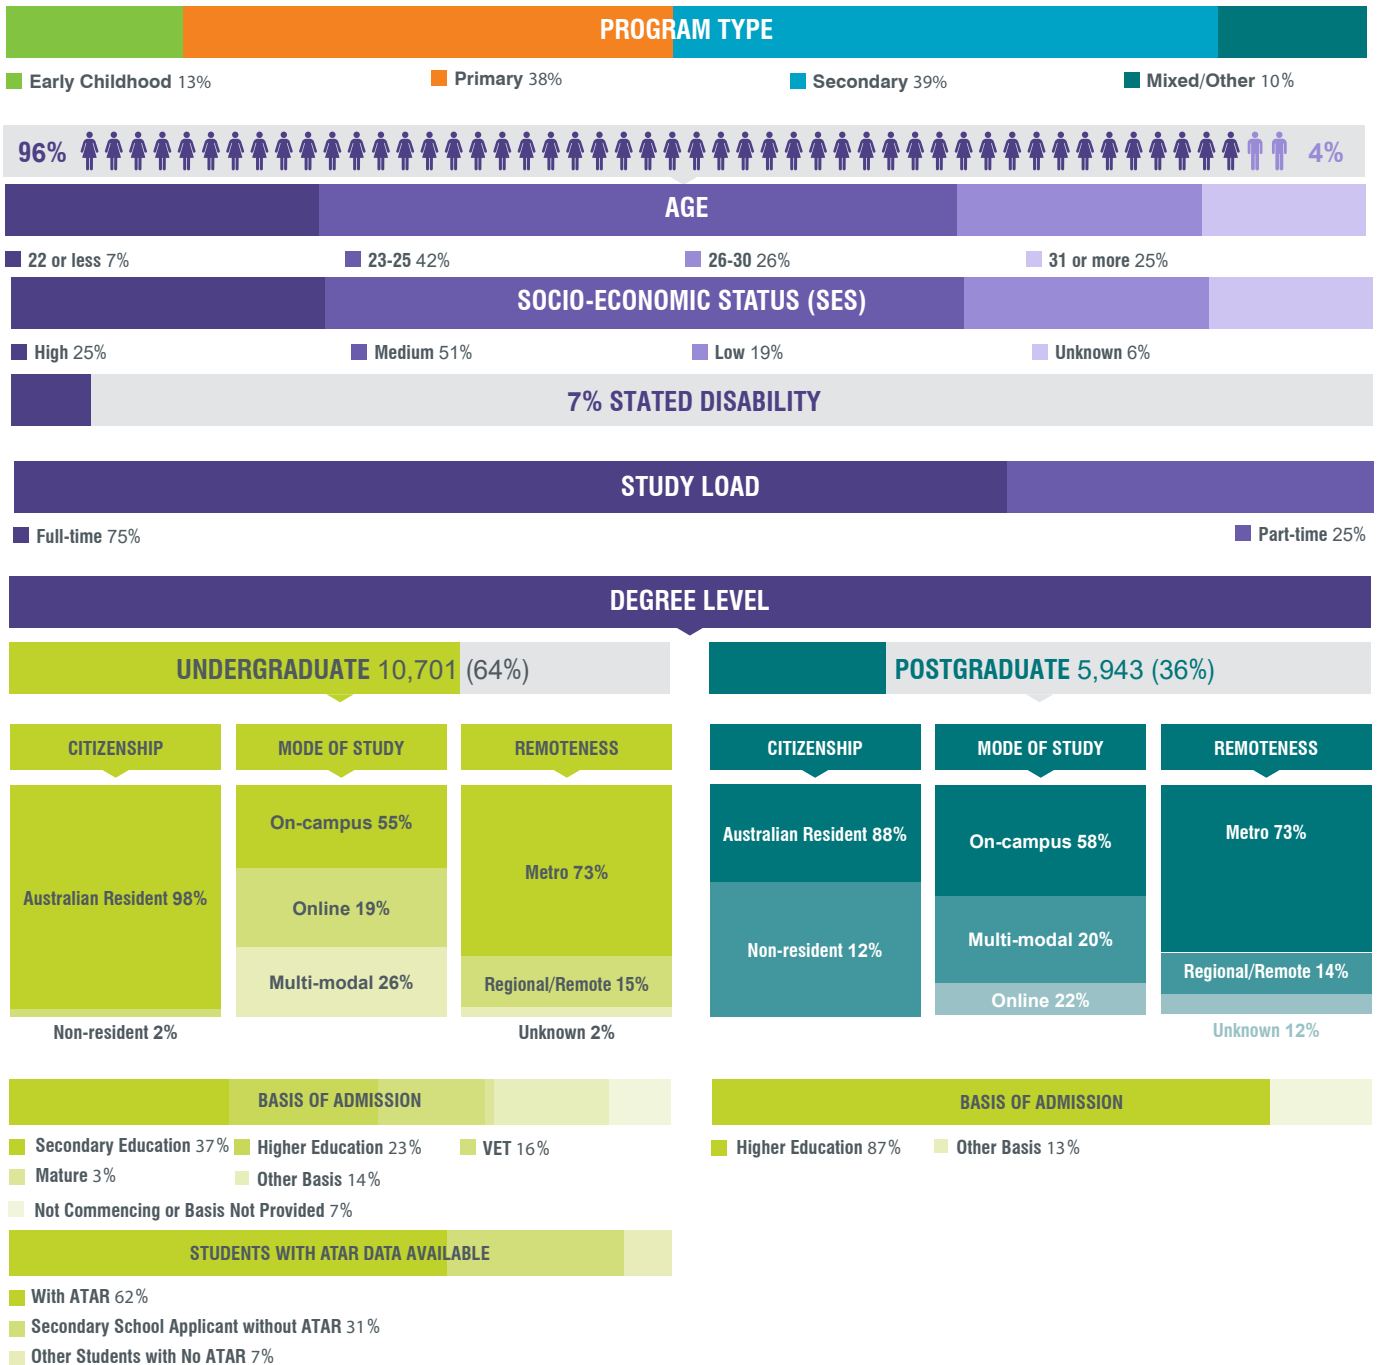 PROGRAM TYPE
Early Childhood 13%
Primary 38%
Secondary 39%
Mixed/Other 10%
96%
4%
AGE
22 or less 7%
23-25 42%
26-30 26%
31 or more 25%
SOCIO-ECONOMIC STATUS (SES)
High 25%
Medium 51%
Low 19%
Unknown 6%
7% STATED DISABILITY
STUDY LOAD
Full-time 75%
Part-time 25%
DEGREE LEVEL
UNDERGRADUATE 10,701 (64%)
CITIZENSHIP
Australian Resident 98%
Non-resident 2%
MODE OF STUDY
On-campus 55%
Online 19%
Multi-modal 26%
REMOTENESS
Metro 73%
Regional/Remote 15%
Unknown 2%
POSTGRADUATE 5,943 (36%)
CITIZENSHIP
Australian Resident 88%
Non-resident 12%
MODE OF STUDY
On-campus 58%
Multi-modal 20%
Online 22%
REMOTENESS
Metro 73%
Regional/Remote 14%
Unknown 12%
BASIS OF ADMISSION
Secondary Education 37%
Higher Education 23%
VET 16%
Mature 3%
Other Basis 14%
Not Commencing or Basis Not Provided 7%
STUDENTS WITH ATAR DATA AVAILABLE
With ATAR 62%
Secondary School Applicant without ATAR 31%
Other Students with No ATAR 7%
BASIS OF ADMISSION
Higher Education 87%
Other Basis 13%